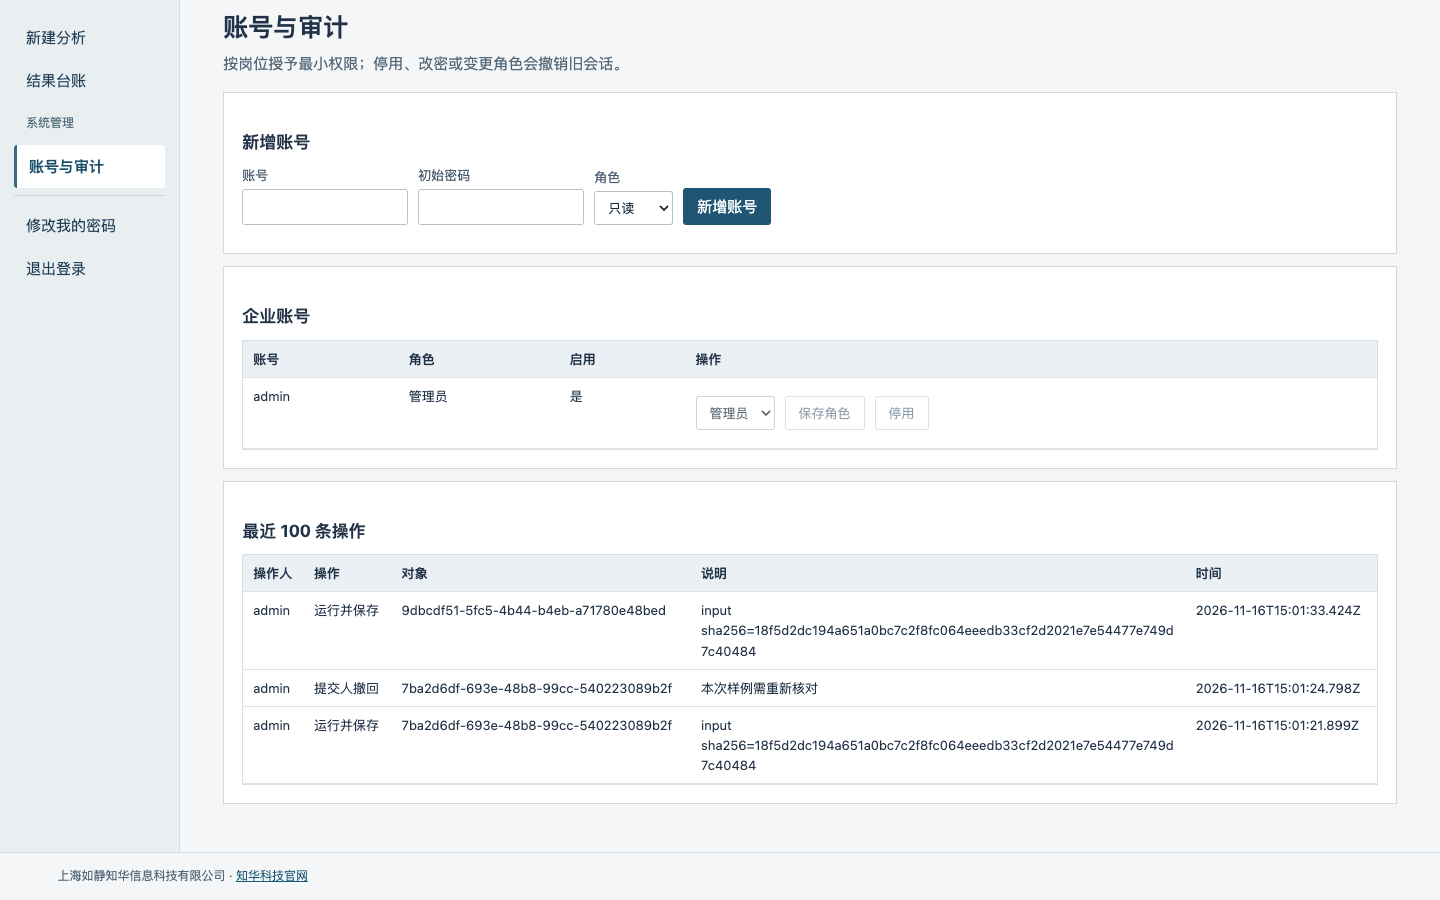 账号与审计
按岗位授予最小权限；停用、改密或变更角色会撤销旧会话。
新建分析
结果台账
系统管理
账号与审计
修改我的密码
退出登录
新增账号
账号 初始密码 角色
只读 新增账号
企业账号
账号 角色 启用 操作
admin 管理员 是 管理员 保存角色 停用
最近 100 条操作
操作人 操作 对象 说明 时间
admin 运行并保存 9dbcdf51-5fc5-4b44-b4eb-a71780e48bed input 2026-11-16T15:01:33.424Z
sha256=18f5d2dc194a651a0bc7c2f8fc064eeedb33cf2d2021e7e54477e749d
7c40484
admin 提交人撤回 7ba2d6df-693e-48b8-99cc-540223089b2f 本次样例需重新核对 2026-11-16T15:01:24.798Z
admin 运行并保存 7ba2d6df-693e-48b8-99cc-540223089b2f input 2026-11-16T15:01:21.899Z
sha256=18f5d2dc194a651a0bc7c2f8fc064eeedb33cf2d2021e7e54477e749d
7c40484
上海如静知华信息科技有限公司 · 知华科技官网